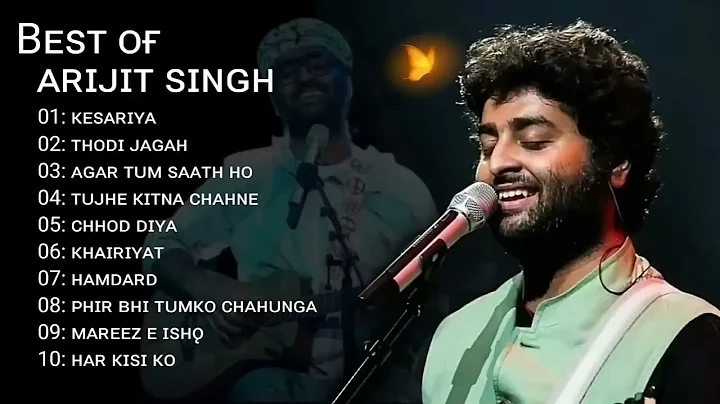 Best of
ARIJIT SINGH
01: KESARIYA
02: THODI JAGAH
03: AGAR TUM SAATH HO
04: TUJHE KITNA CHAHNE
05: CHHOD DIYA
06: KHAIRIYAT
07: HAMDARD
08: PHIR BHI TUMKO CHAHUNGA
09: MAREEZ E ISHQ
10: HAR KISI KO